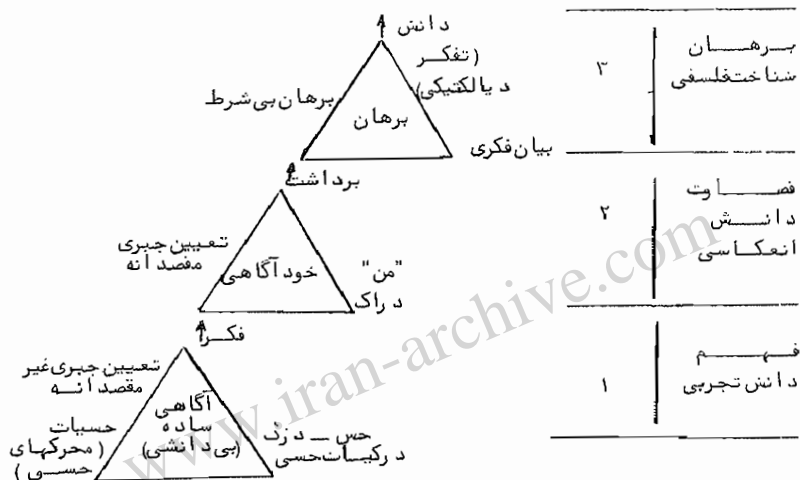 دانش
(تفکر
دیالکتیکی)
برهان بی شرط
برهان
بیان فکری
برداشت
تعیین جبری
مقصدانه
خودآگاهی
"من"
دراک
فکر
تعیین جبری غیر
مقصدانه
حسیات
(محرکهای
حسی)
آگاهی
ساده
(بی دانشی)
حس ــ درک
درکیات حسی
۳
برهان
شناخت فلسفی
۲
قضاوت
دانش
انعکاسی
۱
فهم
دانش تجربی
www.iran-archive.com